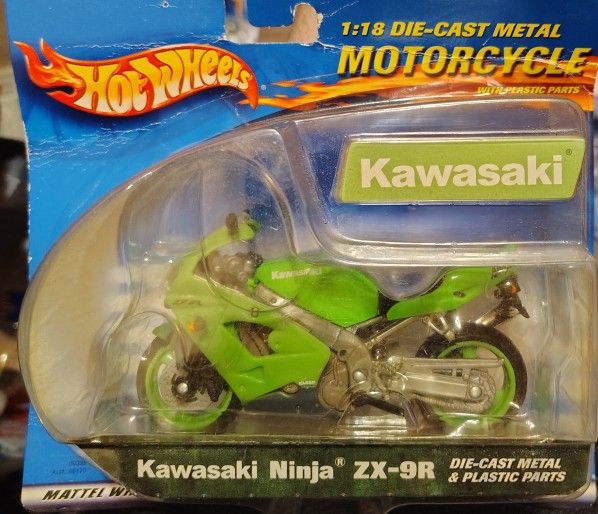 HOT WHEELS
1:18 DIE-CAST METAL
MOTORCYCLE
WITH PLASTIC PARTS
Kawasaki®
Kawasaki
Kawasaki Ninja® ZX-9R
DIE-CAST METAL
& PLASTIC PARTS
MATTEL